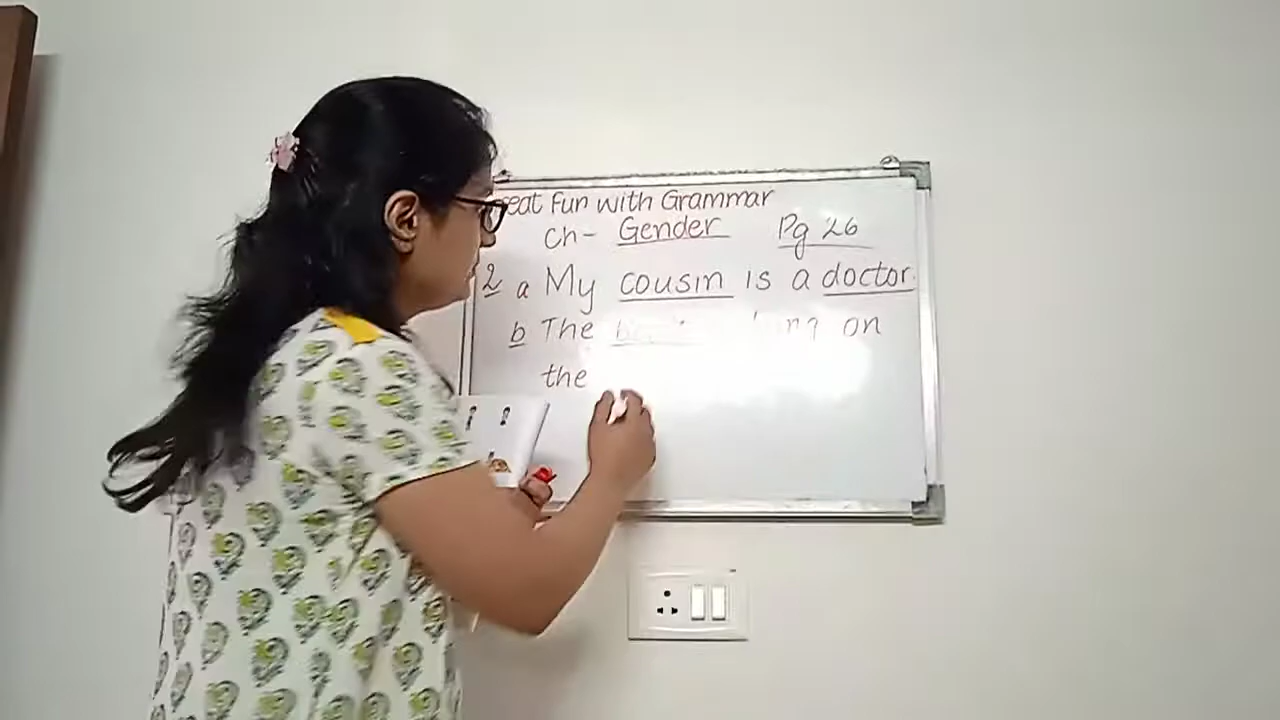 eat Fun with Grammar
Ch- Gender Pg 26
2 a My cousin is a doctor.
b The on
the